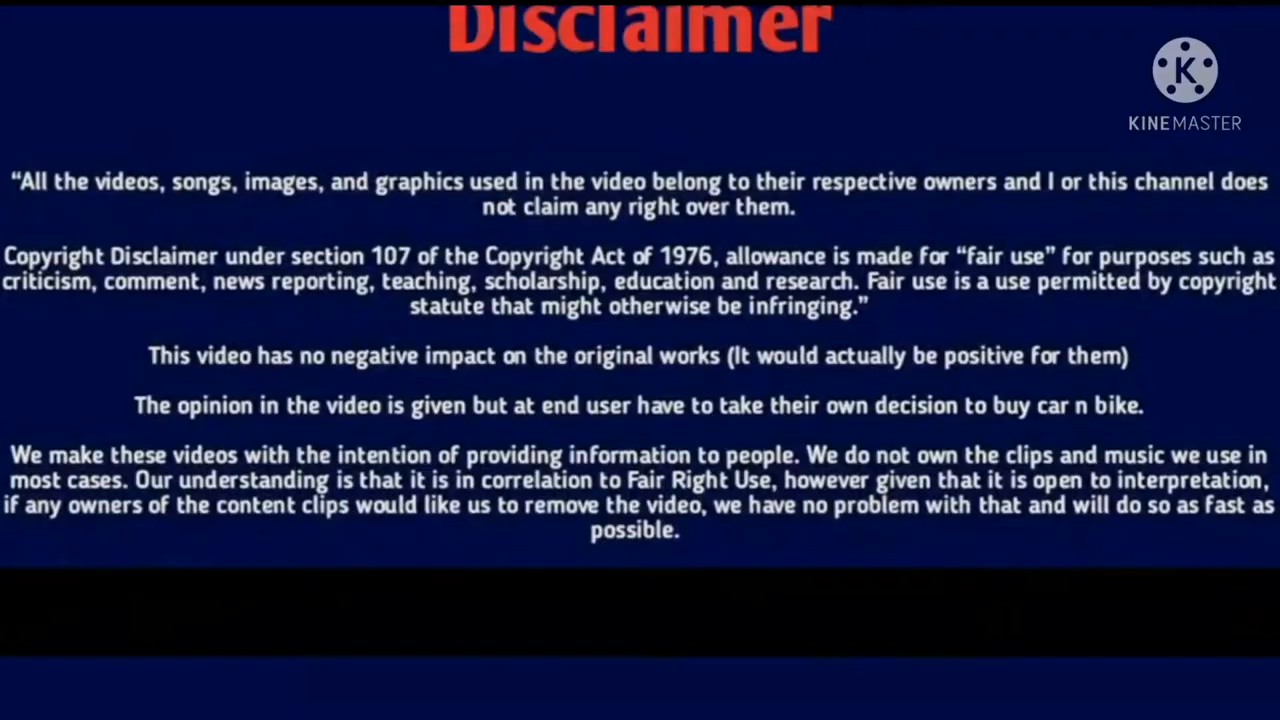 Disclaimer
K
KINEMASTER
“All the videos, songs, images, and graphics used in the video belong to their respective owners and I or this channel does
not claim any right over them.
Copyright Disclaimer under section 107 of the Copyright Act of 1976, allowance is made for “fair use” for purposes such as
criticism, comment, news reporting, teaching, scholarship, education and research. Fair use is a use permitted by copyright
statute that might otherwise be infringing.”
This video has no negative impact on the original works (It would actually be positive for them)
The opinion in the video is given but at end user have to take their own decision to buy car n bike.
We make these videos with the intention of providing information to people. We do not own the clips and music we use in
most cases. Our understanding is that it is in correlation to Fair Right Use, however given that it is open to interpretation,
if any owners of the content clips would like us to remove the video, we have no problem with that and will do so as fast as
possible.